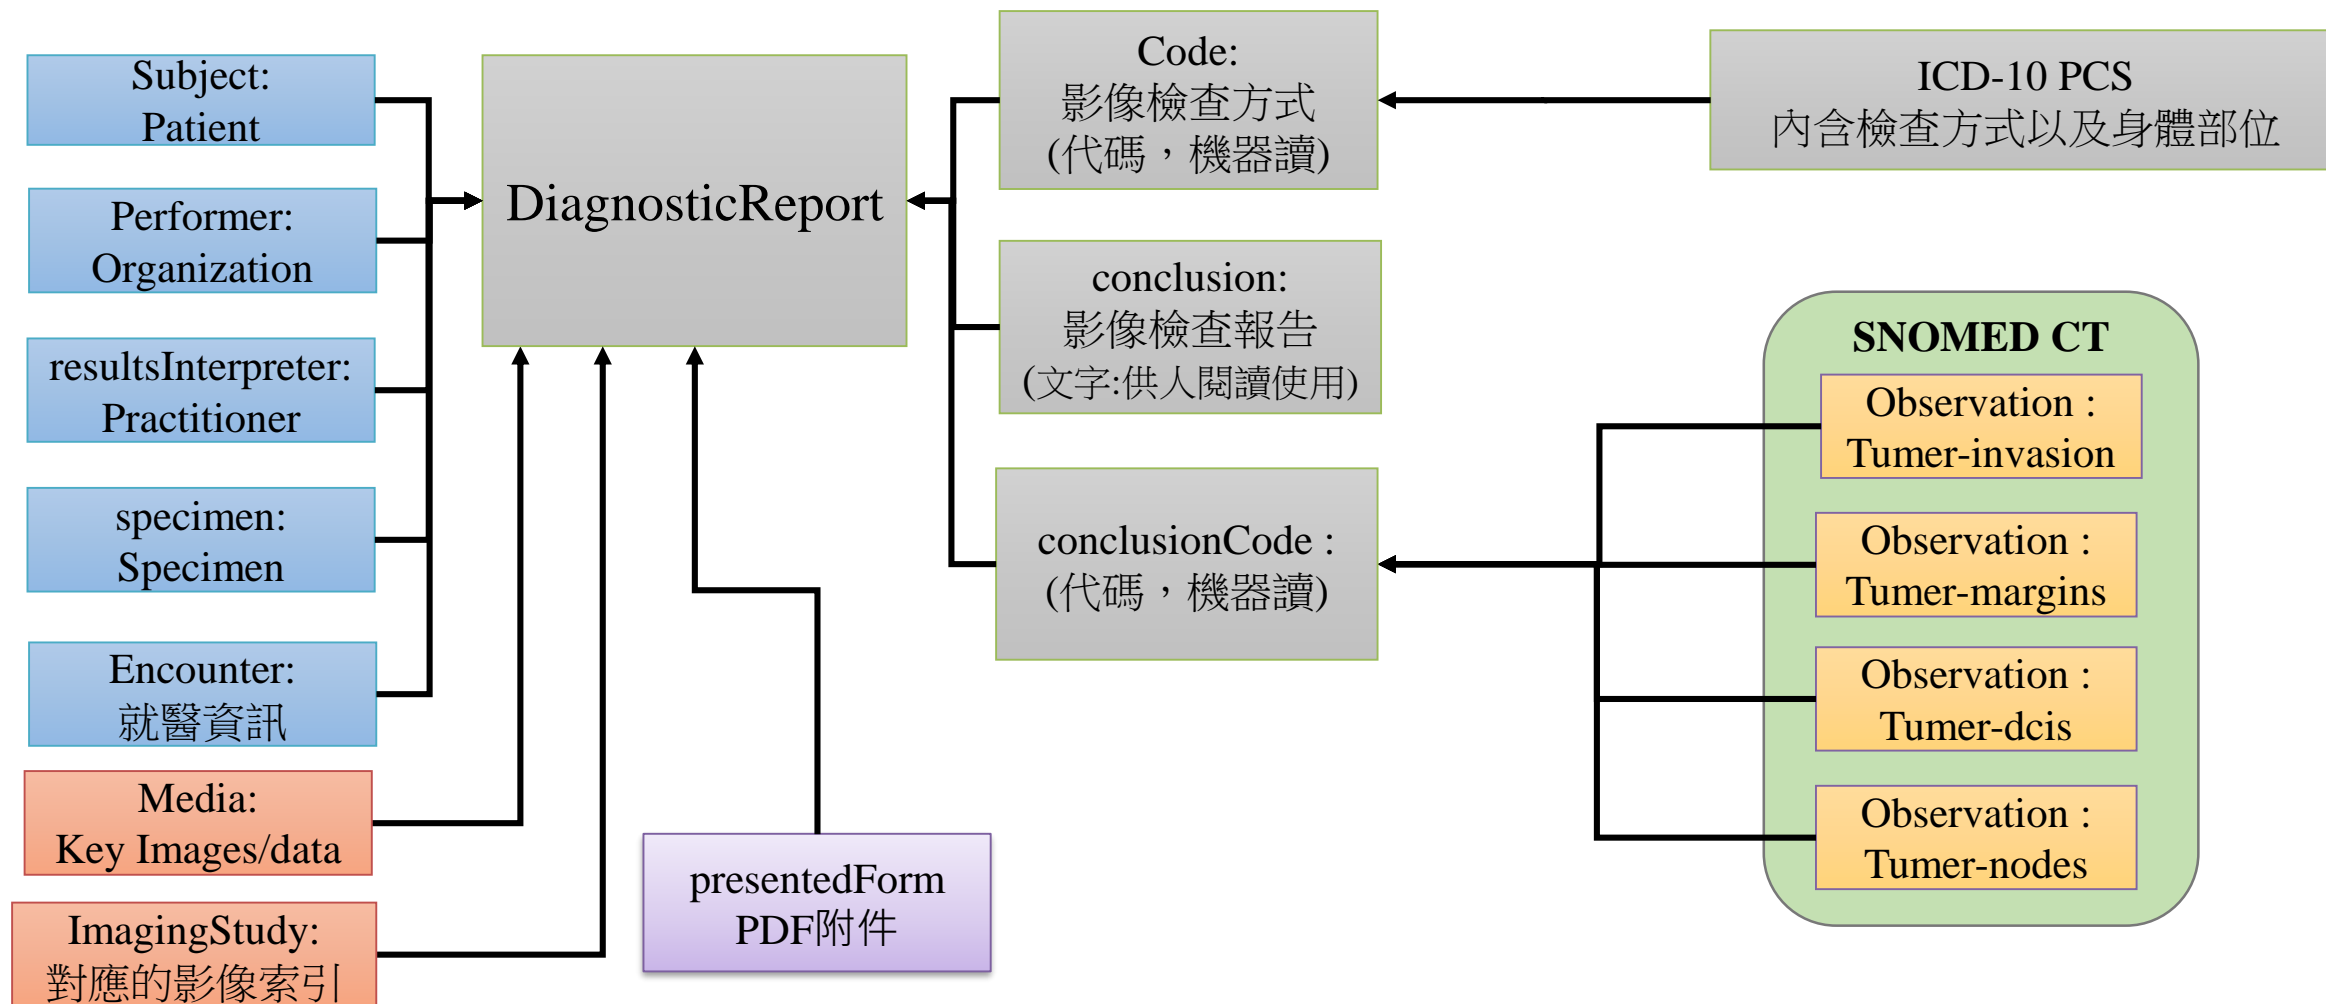 Subject:
Patient
Performer:
Organization
resultsInterpreter:
Practitioner
specimen:
Specimen
Encounter:
就醫資訊
Media:
Key Images/data
ImagingStudy:
對應的影像索引
DiagnosticReport
presentedForm
PDF附件
Code:
影像檢查方式
(代碼，機器讀)
conclusion:
影像檢查報告
(文字:供人閱讀使用)
conclusionCode :
(代碼，機器讀)
ICD-10 PCS
內含檢查方式以及身體部位
SNOMED CT
Observation :
Tumer-invasion
Observation :
Tumer-margins
Observation :
Tumer-dcis
Observation :
Tumer-nodes